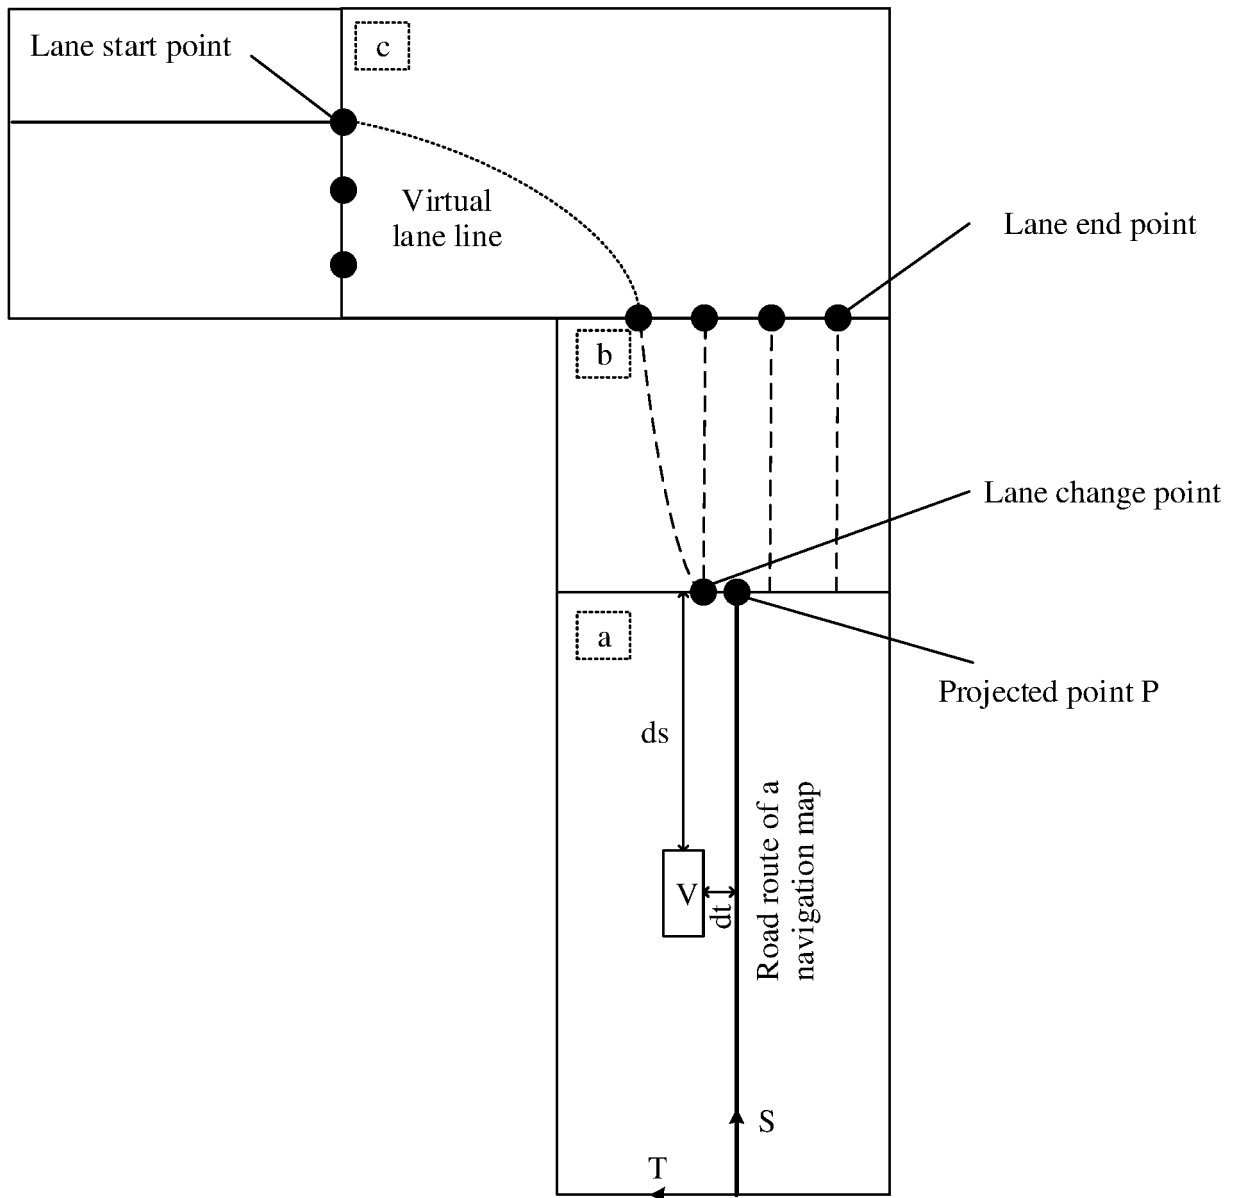 Lane start point
c
Virtual
lane line
Lane end point
b
Lane change point
a
Projected point P
ds
Road route of a
navigation map
V
dt
S
T